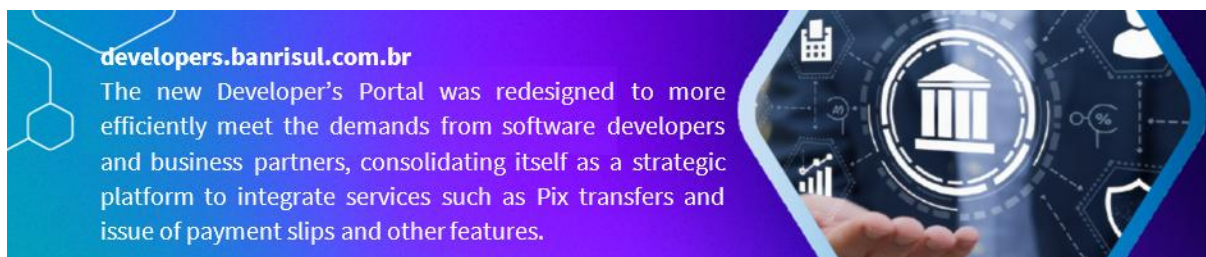 developers.banrisul.com.br
The new Developer’s Portal was redesigned to more
efficiently meet the demands from software developers
and business partners, consolidating itself as a strategic
platform to integrate services such as Pix transfers and
issue of payment slips and other features.
%